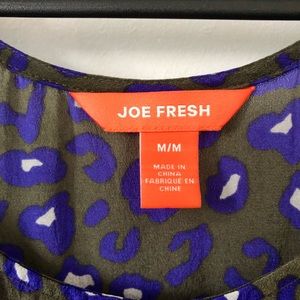 JOE FRESH
M/M
MADE IN
CHINA
FABRIQUÉ EN
CHINE